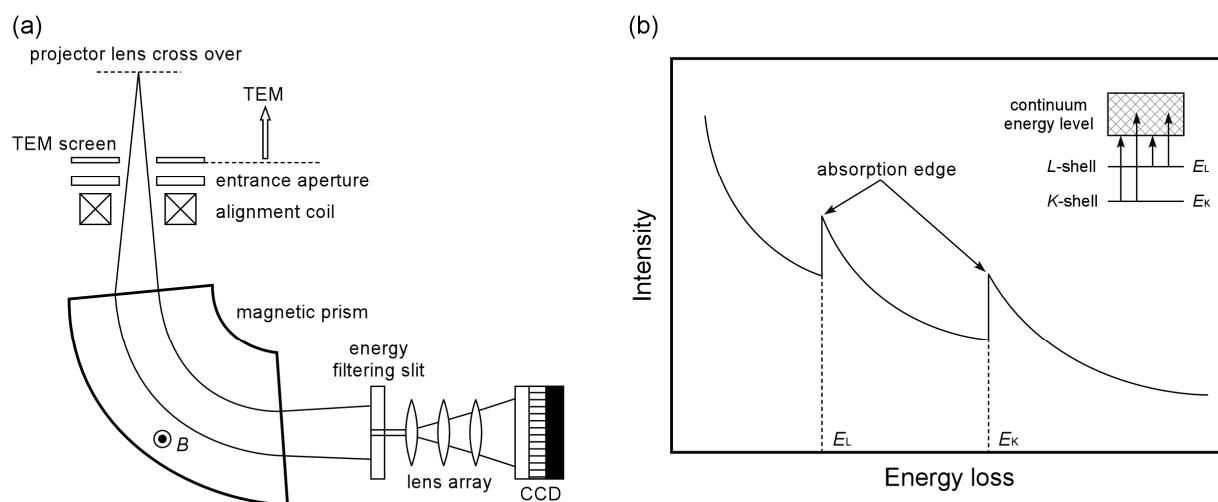 (a)
projector lens cross over
TEM
TEM screen
entrance aperture
alignment coil
magnetic prism
energy
filtering slit
B
lens array
CCD
(b)
continuum
energy level
L-shell
EL
K-shell
EK
absorption edge
Intensity
EL
EK
Energy loss